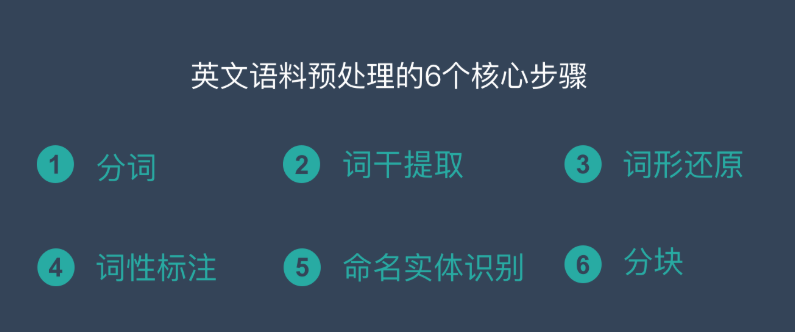 英文语料预处理的6个核心步骤
1 分词 2 词干提取 3 词形还原
4 词性标注 5 命名实体识别 6 分块